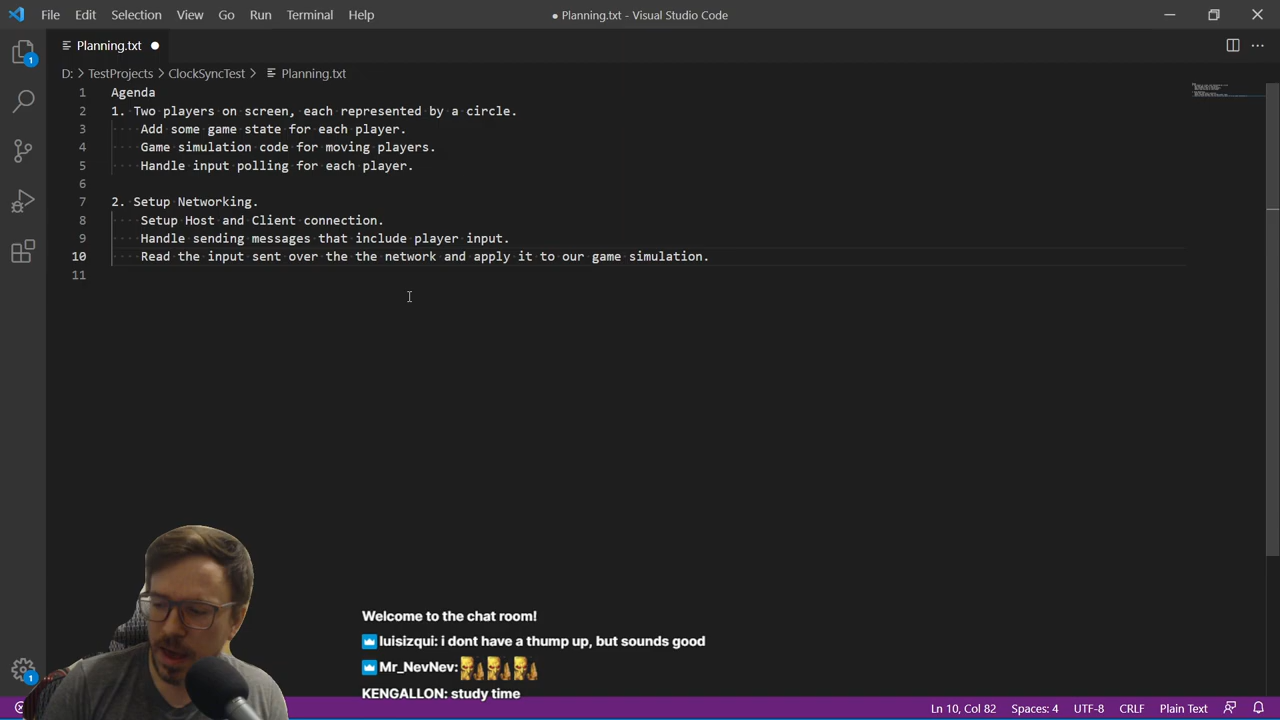 File Edit Selection View Go Run Terminal Help
● Planning.txt - Visual Studio Code
Planning.txt
D: > TestProjects > ClockSyncTest > Planning.txt
1 Agenda
2 1. Two players on screen, each represented by a circle.
3 Add some game state for each player.
4 Game simulation code for moving players.
5 Handle input polling for each player.
6
7 2. Setup Networking.
8 Setup Host and Client connection.
9 Handle sending messages that include player input.
10 Read the input sent over the the network and apply it to our game simulation.
11
1
1
Welcome to the chat room!
luisizqui: i dont have a thump up, but sounds good
Mr_NevNev:
KENGALLON: study time
Ln 10, Col 82 Spaces: 4 UTF-8 CRLF Plain Text